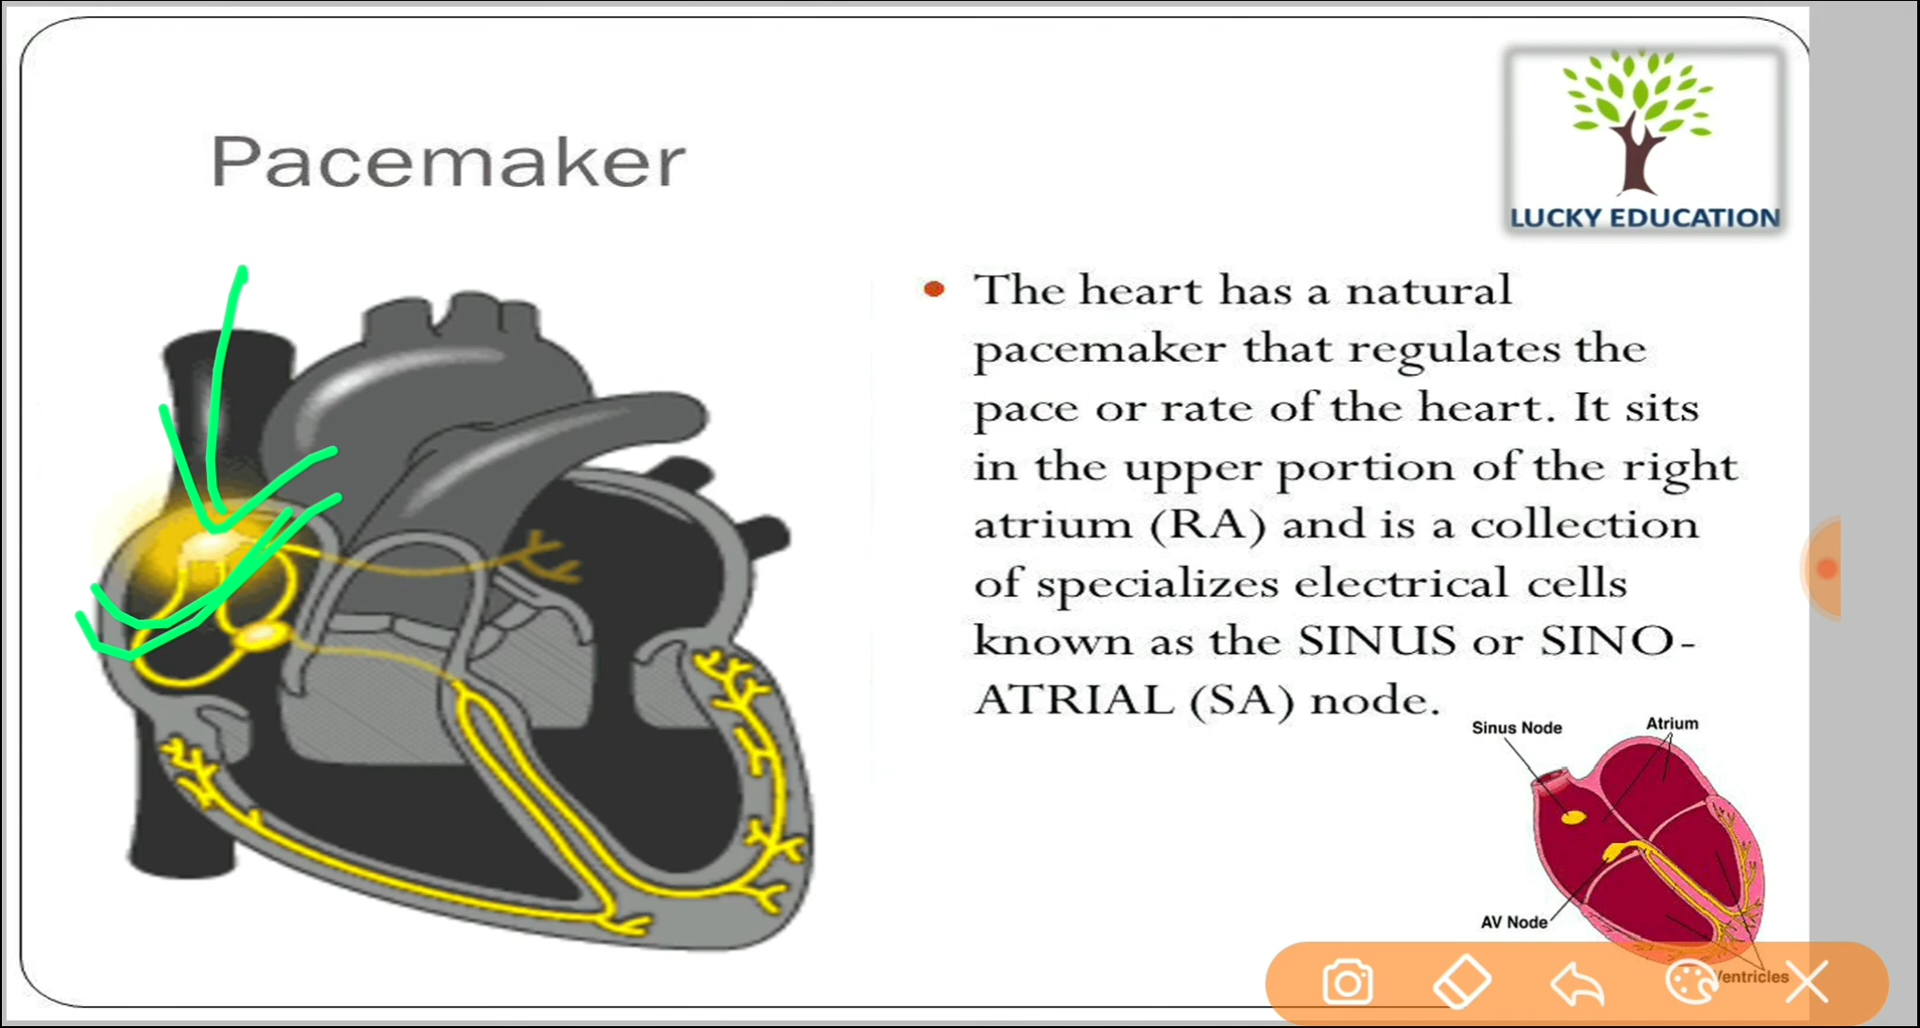 Pacemaker
LUCKY EDUCATION
• The heart has a natural
pacemaker that regulates the
pace or rate of the heart. It sits
in the upper portion of the right
atrium (RA) and is a collection
of specializes electrical cells
known as the SINUS or SINO-
ATRIAL (SA) node.
Sinus Node
Atrium
AV Node
Ventricles